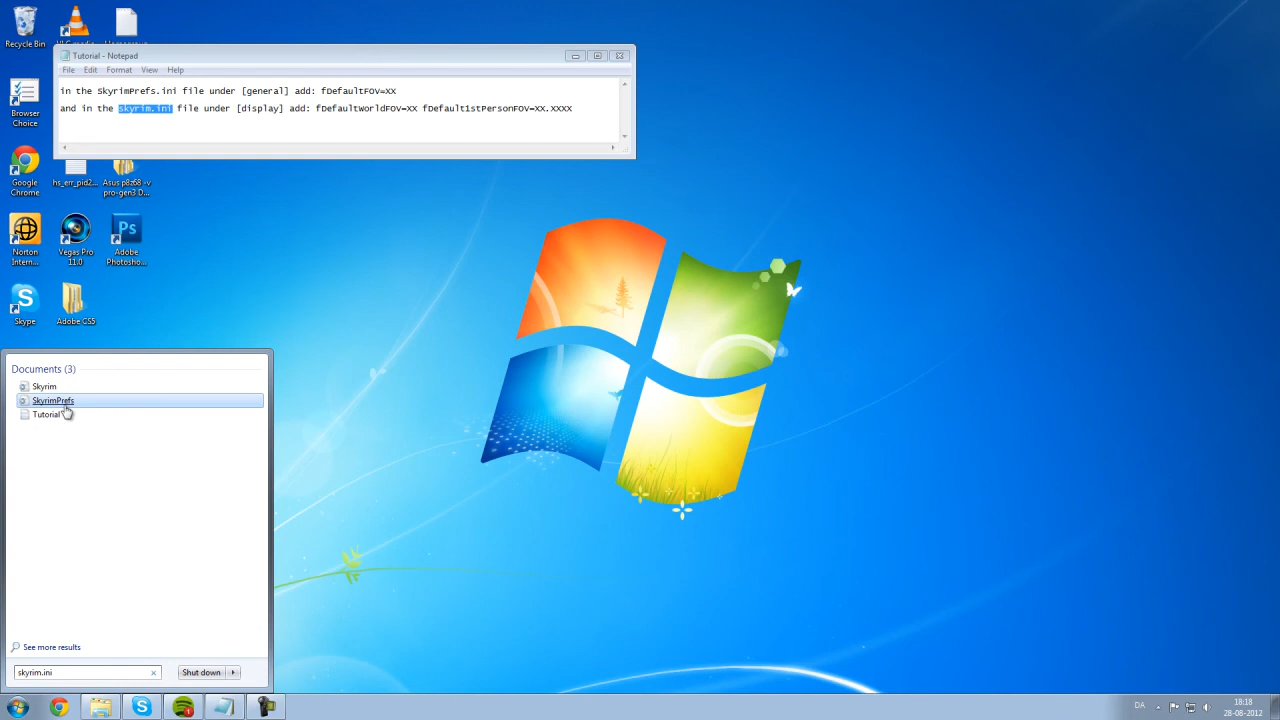 Recycle Bin
Tutorial - Notepad
File Edit Format View Help
in the SkyrimPrefs.ini file under [general] add: fDefaultFOV=XX
and in the skyrim.ini file under [display] add: fDefaultWorldFOV=XX fDefault1stPersonFOV=XX.XXXX
Browser
Choice
Google
Chrome
hs_err_pid2...
Asus p8z68 -v
pro-gen3 D...
Norton
Intern...
Vegas Pro
11.0
Adobe
Photosho...
Skype
Adobe CS5
Documents (3)
Skyrim
SkyrimPrefs
Tutorial
See more results
skyrim.ini
Shut down
DA
18:18
28-08-2012